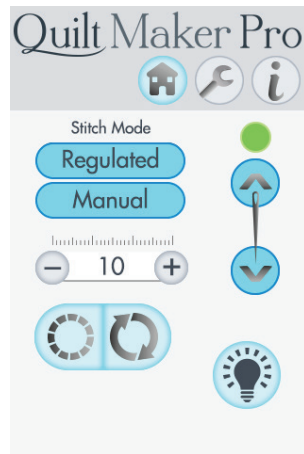 Quilt Maker Pro
i
Stitch Mode
Regulated
Manual
− 10 +